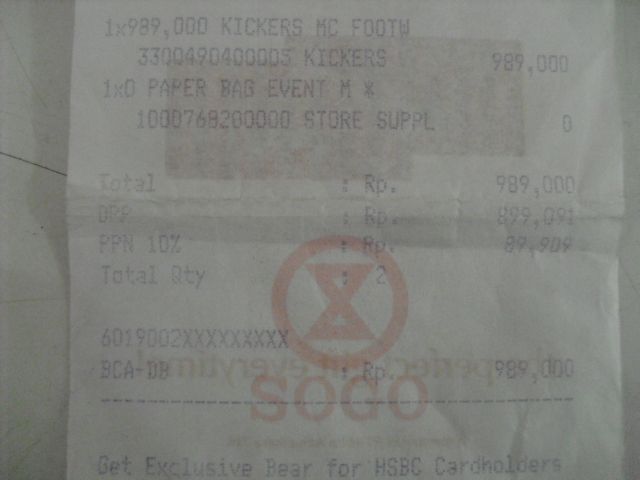 1x989,000 KICKERS MC FOOTW
3300490400003 KICKERS 989,000
1x0 PAPER BAG EVENT M *
1000768200000 STORE SUPPL 0
Total : Rp. 989,000
DPP : Rp. 899,091
PPN 10% : Rp. 89,909
Total Qty : 2
6019002XXXXXXXXX
BCA-DB : Rp. 989,000
SOGO
Get Exclusive Bear for HSBC Cardholders